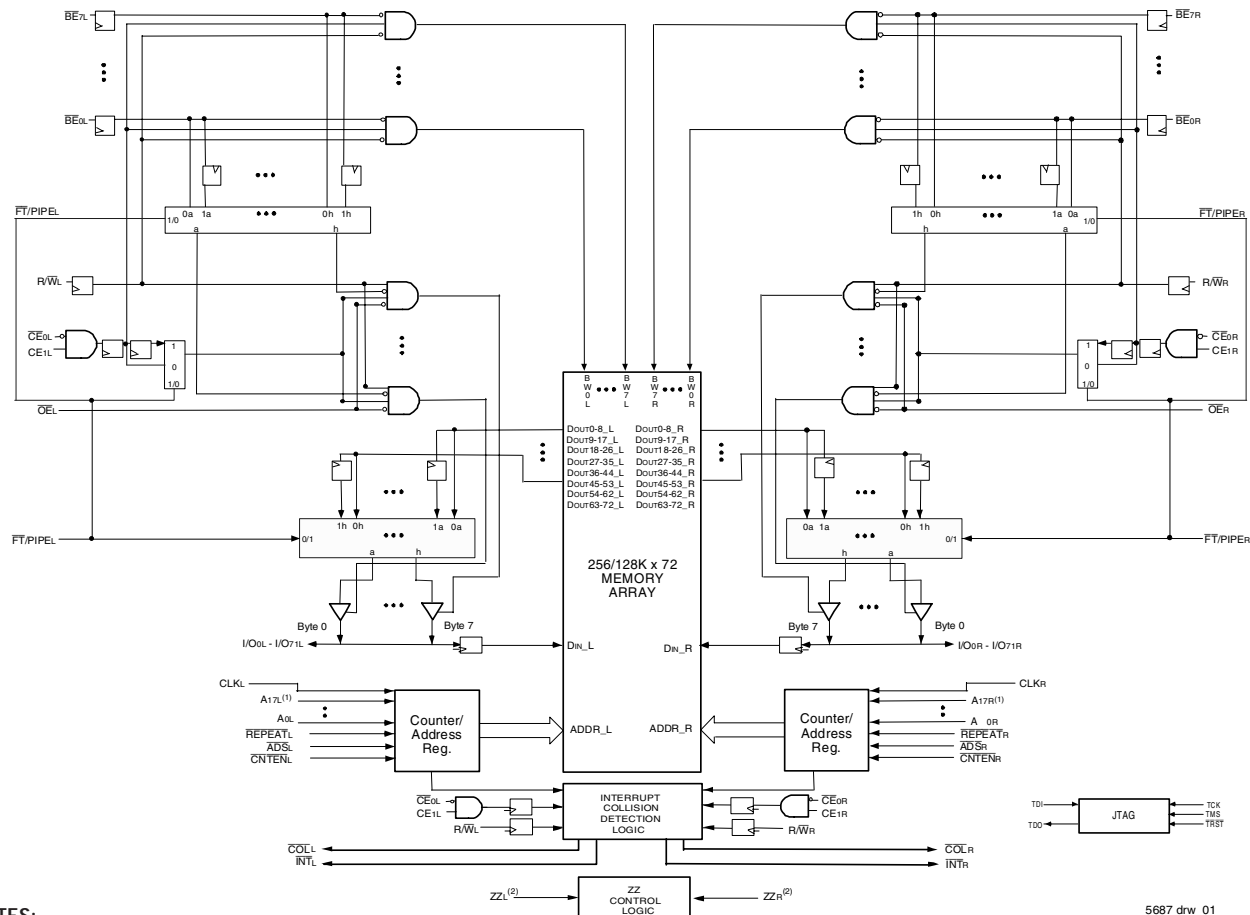 BE7L BE7R
BE0L BE0R
FT/PIPEL 1/0 0a 1a 0h 1h 1h 0h 1a 0a 1/0 FT/PIPER
a h h a
R/WL R/WR
CE0L CE0R
CE1L CE1R
1 1
0 0
1/0 1/0
BW0L BW7L BW7R BW0R
OEL OER
DOUT0-8_L DOUT0-8_R
DOUT9-17_L DOUT9-17_R
DOUT18-26_L DOUT18-26_R
DOUT27-35_L DOUT27-35_R
DOUT36-44_L DOUT36-44_R
DOUT45-53_L DOUT45-53_R
DOUT54-62_L DOUT54-62_R
DOUT63-72_L DOUT63-72_R
1h 0h 1a 0a 0a 1a 0h 1h
FT/PIPEL 0/1 0/1 FT/PIPER
a h h a
256/128K x 72
MEMORY
ARRAY
Byte 0 Byte 7 Byte 7 Byte 0
I/O0L - I/O71L DIN_L DIN_R I/O0R - I/O71R
CLKL CLKR
A17L(1) A17R(1)
A0L A 0R
REPEATL REPEATR
ADSL ADSR
CNTENL CNTENR
Counter/
Address
Reg.
ADDR_L ADDR_R
Counter/
Address
Reg.
CE0L CE0R
CE1L CE1R
R/WL R/WR
INTERRUPT
COLLISION
DETECTION
LOGIC
TDI TCK
TDO TMS
TRST
JTAG
COLL COLR
INTL INTR
ZZL(2) ZZR(2)
ZZ
CONTROL
LOGIC
TES:
5687 drw 01